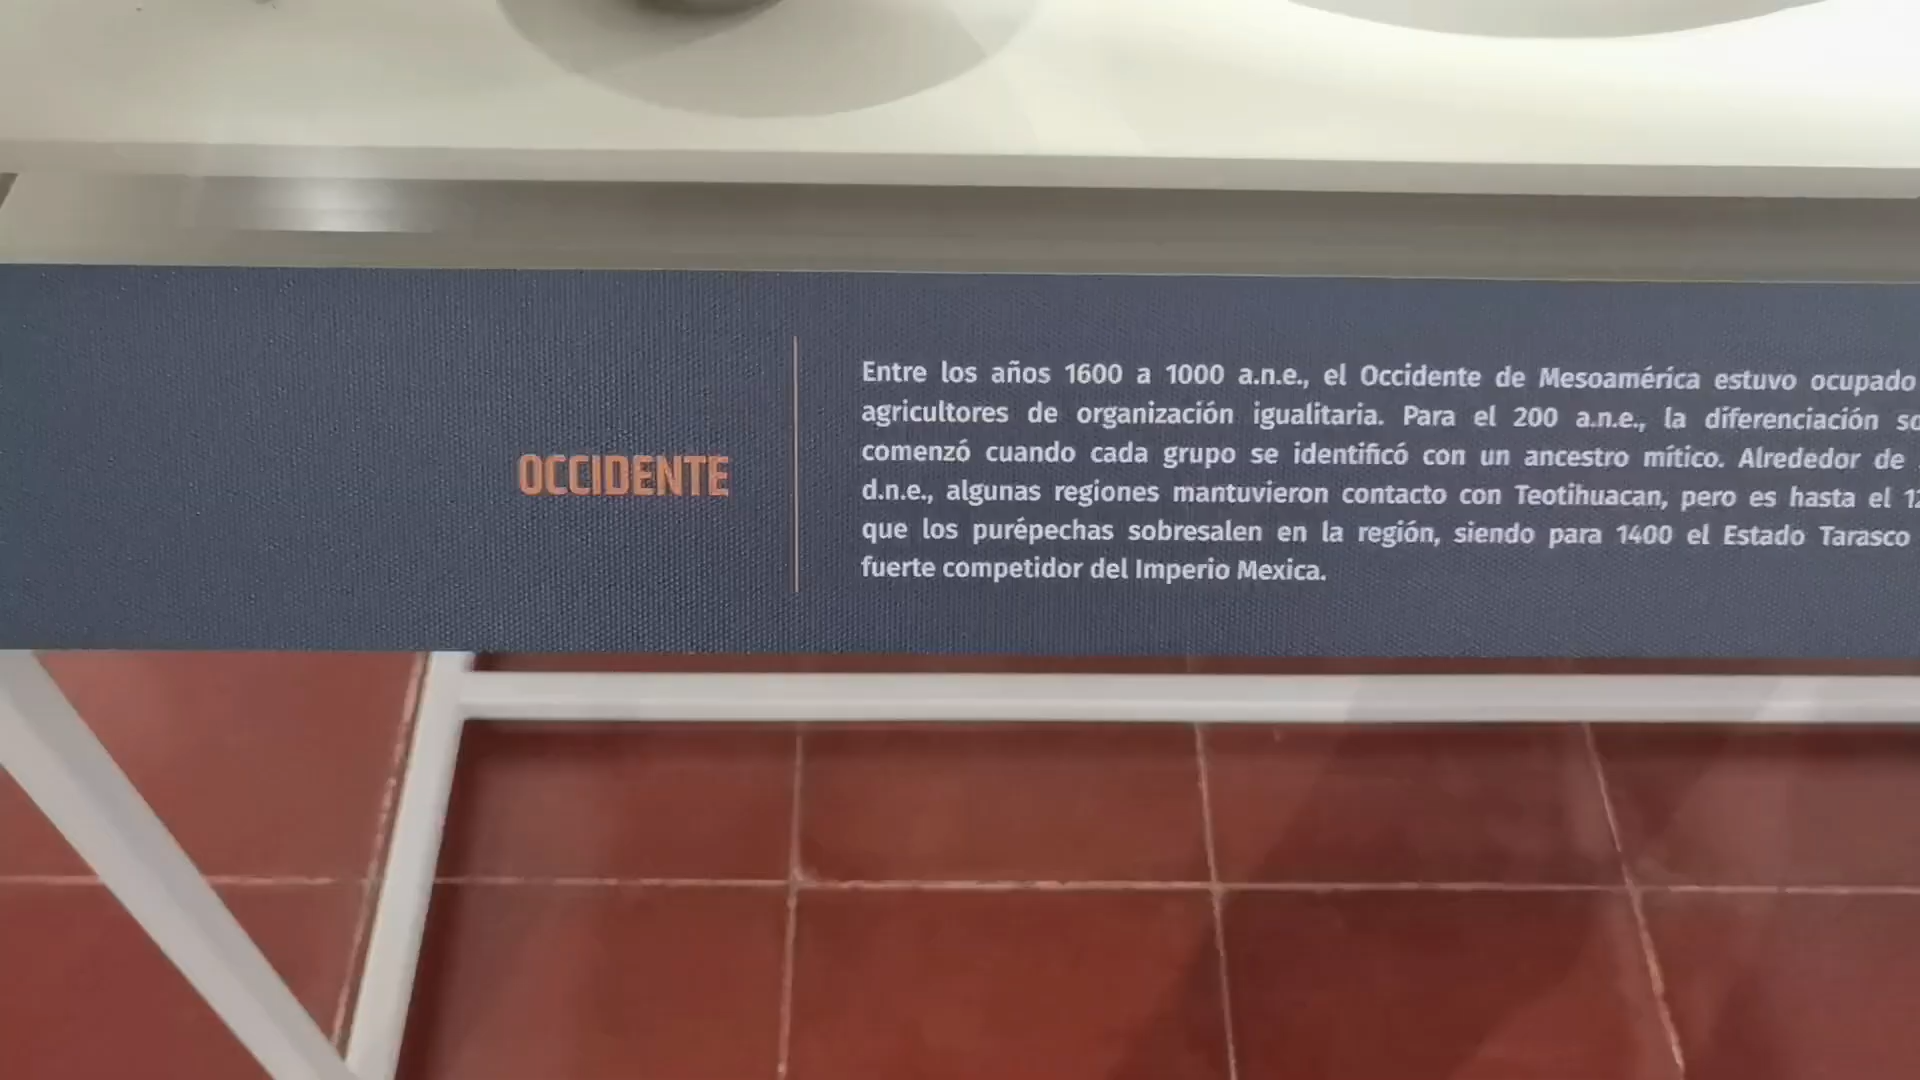 OCCIDENTE
Entre los años 1600 a 1000 a.n.e., el Occidente de Mesoamérica estuvo ocupado
agricultores de organización igualitaria. Para el 200 a.n.e., la diferenciación
comenzó cuando cada grupo se identificó con un ancestro mítico. Alrededor de
d.n.e., algunas regiones mantuvieron contacto con Teotihuacan, pero es hasta el
que los purépechas sobresalen en la región, siendo para 1400 el Estado Tarasco
fuerte competidor del Imperio Mexica.